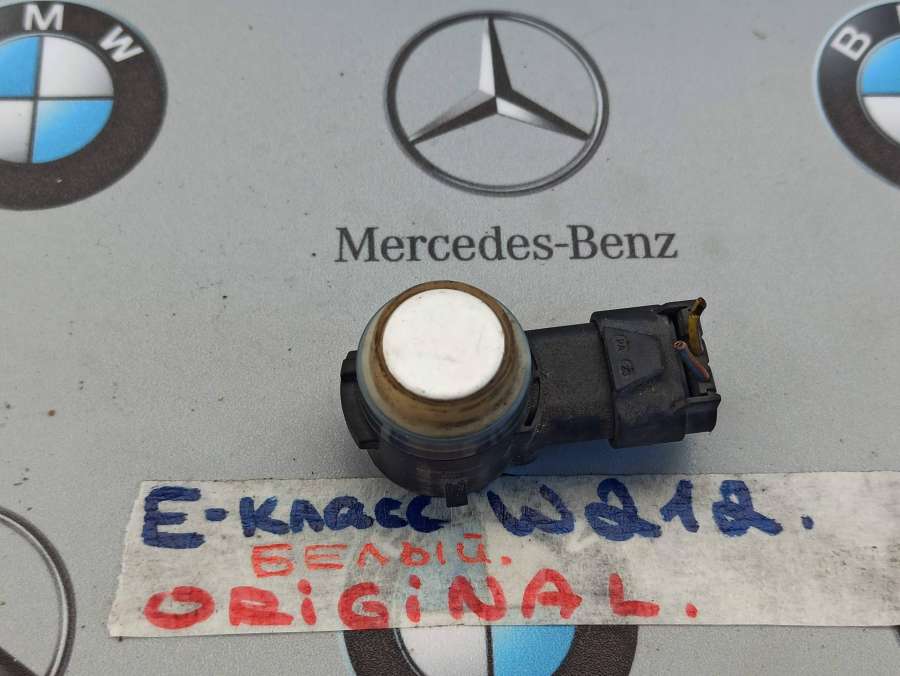 BMW
B
Mercedes-Benz
E-класс W212.
БЕЛЫЙ.
ORiGiNAL.